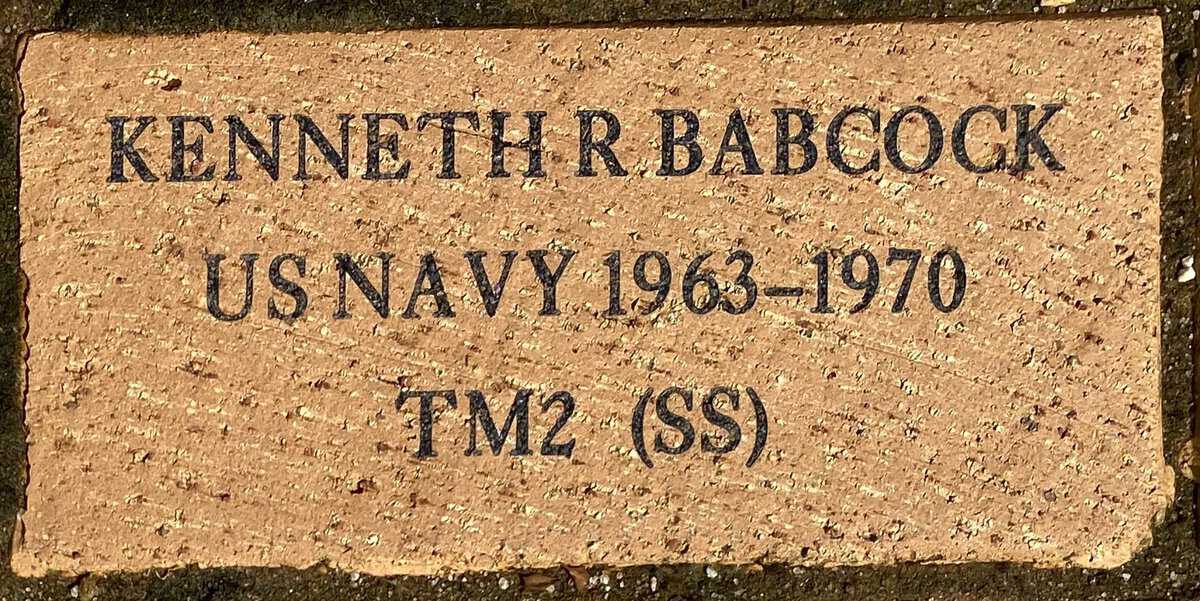 KENNETH R BABCOCK
US NAVY 1963–1970
TM2 (SS)